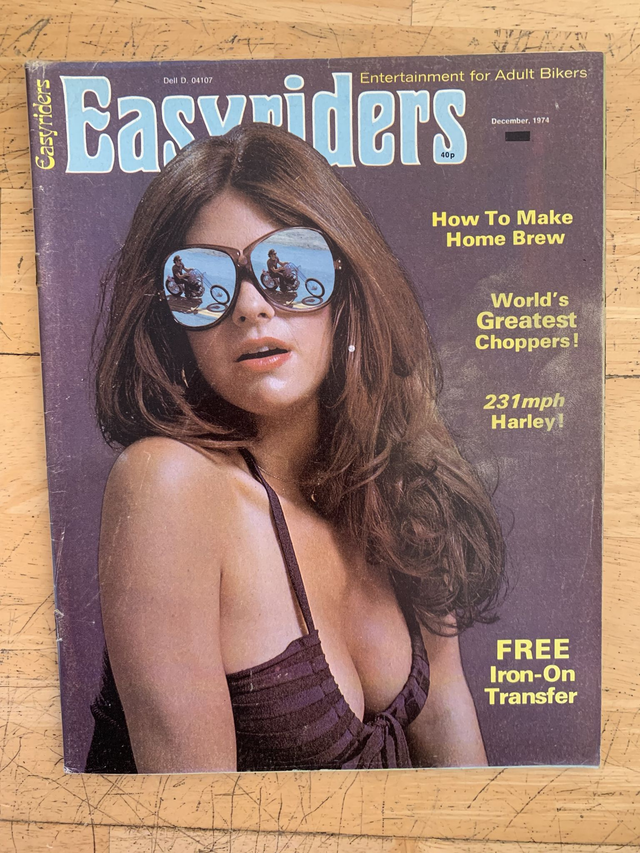 Easyriders
Dell D. 04107
Entertainment for Adult Bikers
Easyriders
40p
December, 1974
How To Make
Home Brew
World's
Greatest
Choppers!
231mph
Harley!
FREE
Iron-On
Transfer